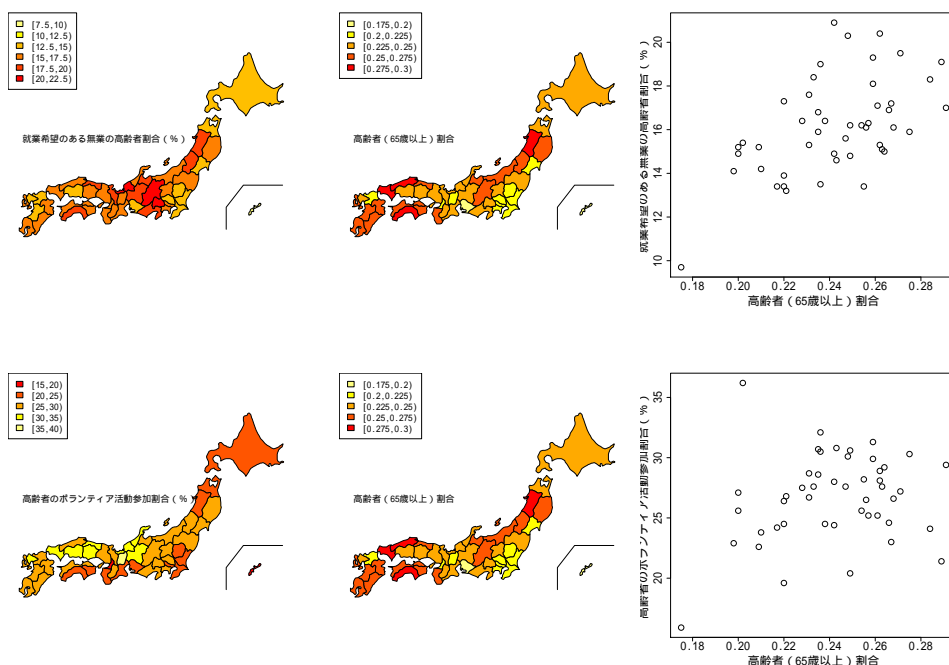 [7.5,10)
[10,12.5)
[12.5,15)
[15,17.5)
[17.5,20)
[20,22.5)
就業希望のある無業の高齢者割合(%)
[0.175,0.2)
[0.2,0.225)
[0.225,0.25)
[0.25,0.275)
[0.275,0.3)
高齢者(65歳以上)割合
就業希望のある無業の高齢者割合(%)
10 12 14 16 18 20
0.18 0.20 0.22 0.24 0.26 0.28
高齢者(65歳以上)割合
[15,20)
[20,25)
[25,30)
[30,35)
[35,40)
高齢者のボランティア活動参加割合(%)
[0.175,0.2)
[0.2,0.225)
[0.225,0.25)
[0.25,0.275)
[0.275,0.3)
高齢者(65歳以上)割合
高齢者のボランティア活動参加割合(%)
20 25 30 35
0.18 0.20 0.22 0.24 0.26 0.28
高齢者(65歳以上)割合